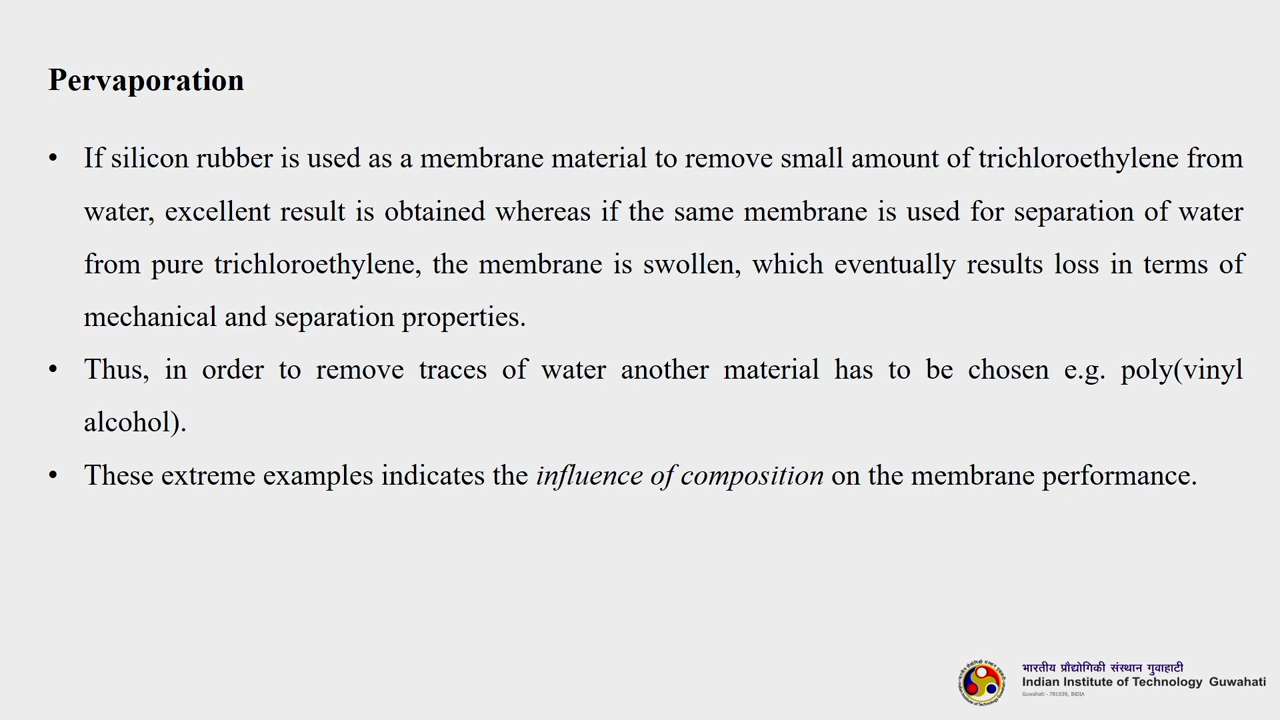 Pervaporation
• If silicon rubber is used as a membrane material to remove small amount of trichloroethylene from
water, excellent result is obtained whereas if the same membrane is used for separation of water
from pure trichloroethylene, the membrane is swollen, which eventually results loss in terms of
mechanical and separation properties.
• Thus, in order to remove traces of water another material has to be chosen e.g. poly(vinyl
alcohol).
• These extreme examples indicates the influence of composition on the membrane performance.
भारतीय प्रौद्योगिकी संस्थान गुवाहाटी
Indian Institute of Technology Guwahati
Guwahati - 781039, INDIA